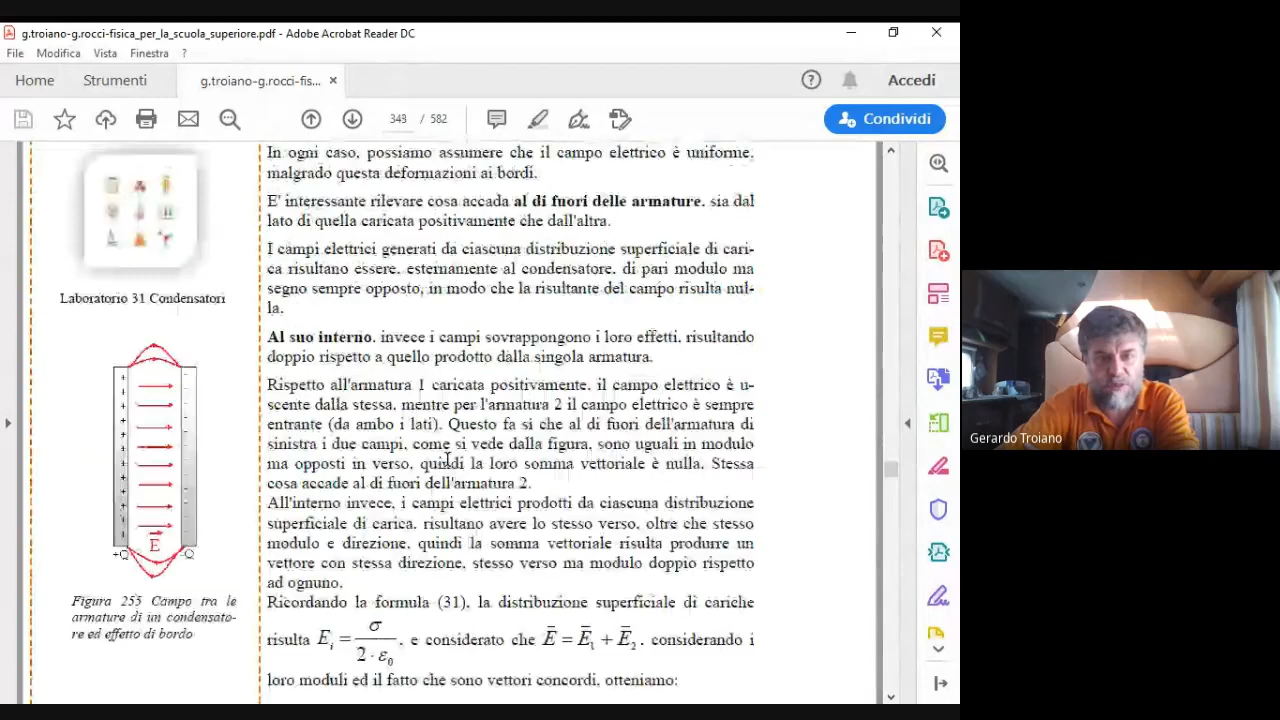 g.troiano-g.rocci-fisica_per_la_scuola_superiore.pdf - Adobe Acrobat Reader DC
File Modifica Vista Finestra ?
Home Strumenti g.troiano-g.rocci-fis... × Accedi
343 / 582 Condividi
In ogni caso, possiamo assumere che il campo elettrico è uniforme,
malgrado questa deformazioni ai bordi.
E' interessante rilevare cosa accada al di fuori delle armature, sia dal
lato di quella caricata positivamente che dall'altra.
I campi elettrici generati da ciascuna distribuzione superficiale di cari-
ca risultano essere, esternamente al condensatore, di pari modulo ma
segno sempre opposto, in modo che la risultante del campo risulta nul-
la.
Al suo interno, invece i campi sovrappongono i loro effetti, risultando
doppio rispetto a quello prodotto dalla singola armatura.
Rispetto all'armatura 1 caricata positivamente, il campo elettrico è u-
scente dalla stessa, mentre per l'armatura 2 il campo elettrico è sempre
entrante (da ambo i lati). Questo fa si che al di fuori dell'armatura di
sinistra i due campi, come si vede dalla figura, sono uguali in modulo
ma opposti in verso, quindi la loro somma vettoriale è nulla. Stessa
cosa accade al di fuori dell'armatura 2.
All'interno invece, i campi elettrici prodotti da ciascuna distribuzione
superficiale di carica, risultano avere lo stesso verso, oltre che stesso
modulo e direzione, quindi la somma vettoriale risulta produrre un
vettore con stessa direzione, stesso verso ma modulo doppio rispetto
ad ognuno.
Ricordando la formula (31), la distribuzione superficiale di cariche
risulta E_i = σ / (2 · ε_0), e considerato che Ē = Ē_1 + Ē_2, considerando i
loro moduli ed il fatto che sono vettori concordi, otteniamo:
Laboratorio 31 Condensatori
E
+Q -Q
Figura 255 Campo tra le
armature di un condensato-
re ed effetto di bordo
Gerardo Troiano